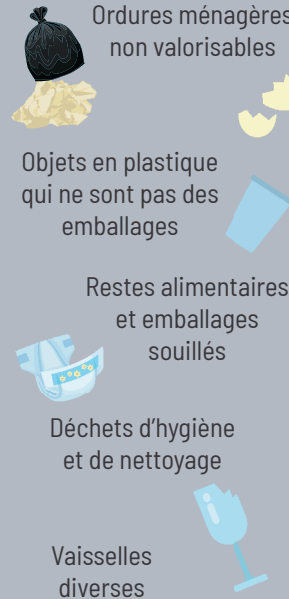 Ordures ménagères
non valorisables
Objets en plastique
qui ne sont pas des
emballages
Restes alimentaires
et emballages
souillés
Déchets d'hygiène
et de nettoyage
Vaisselles
diverses